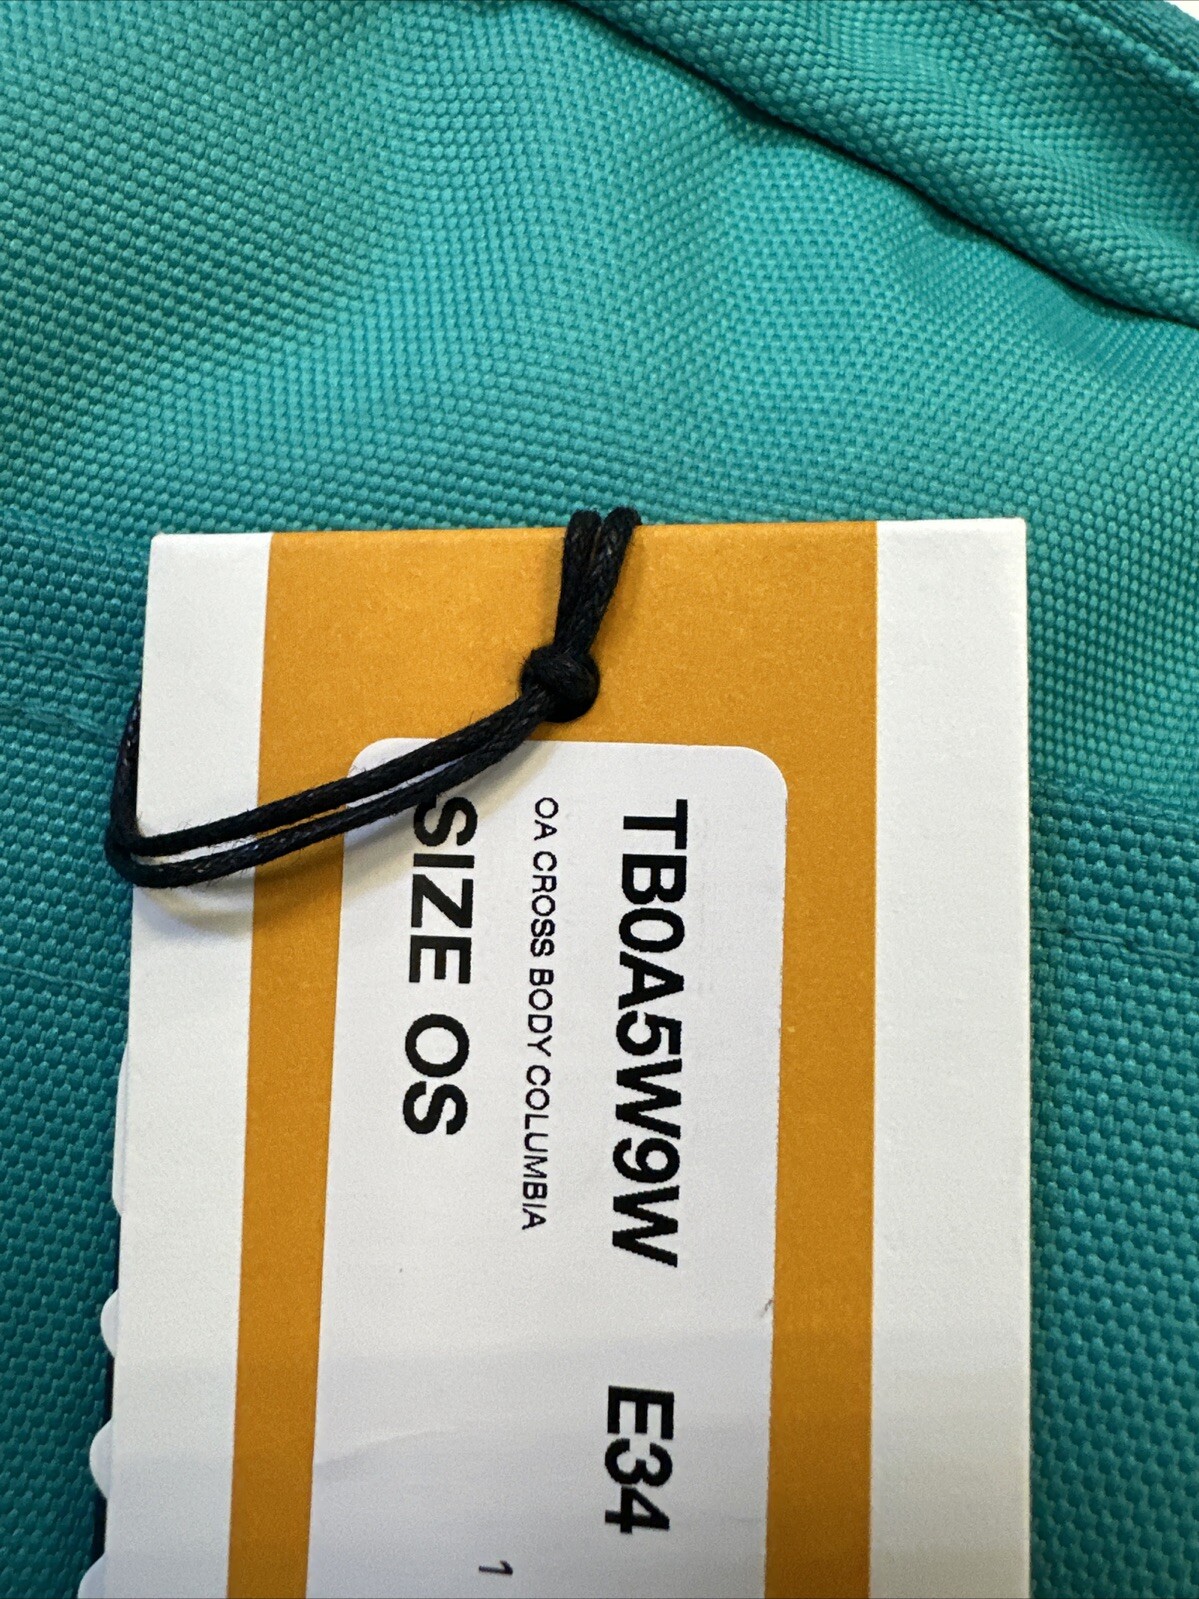 TB0A5W9W E34
OA CROSS BODY COLUMBIA
SIZE OS
1